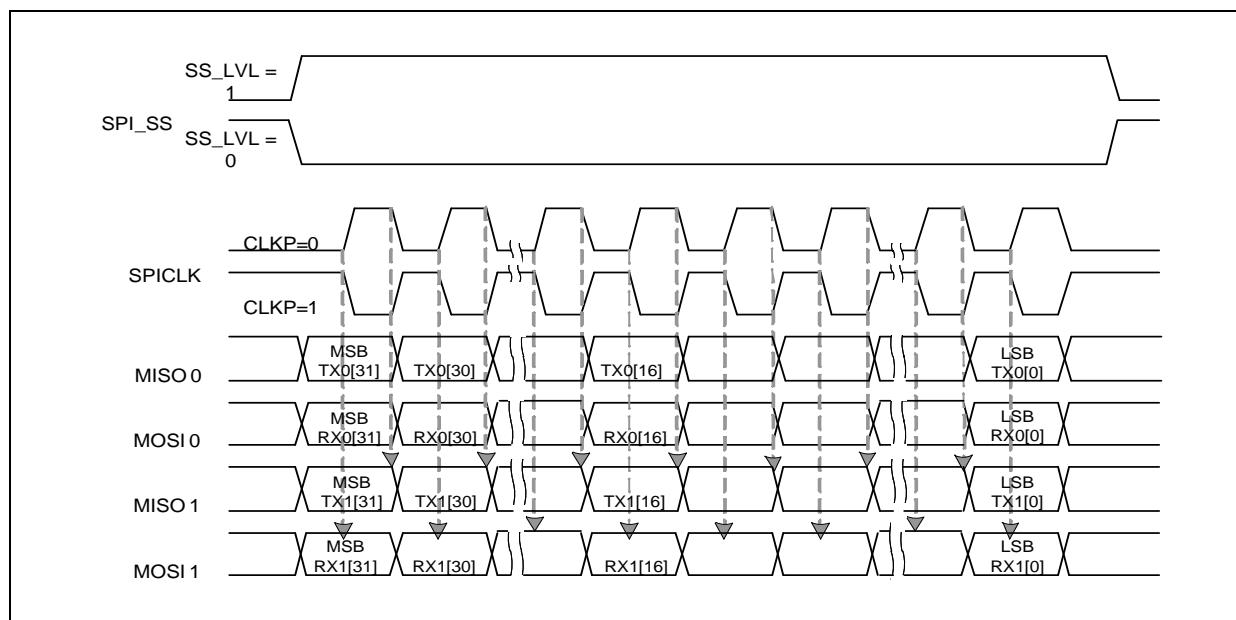 SS_LVL =
1
SPI_SS
SS_LVL =
0
CLKP=0
SPICLK
CLKP=1
MISO 0
MSB
TX0[31]
TX0[30]
TX0[16]
LSB
TX0[0]
MOSI 0
MSB
RX0[31]
RX0[30]
RX0[16]
LSB
RX0[0]
MISO 1
MSB
TX1[31]
TX1[30]
TX1[16]
LSB
TX1[0]
MOSI 1
MSB
RX1[31]
RX1[30]
RX1[16]
LSB
RX1[0]